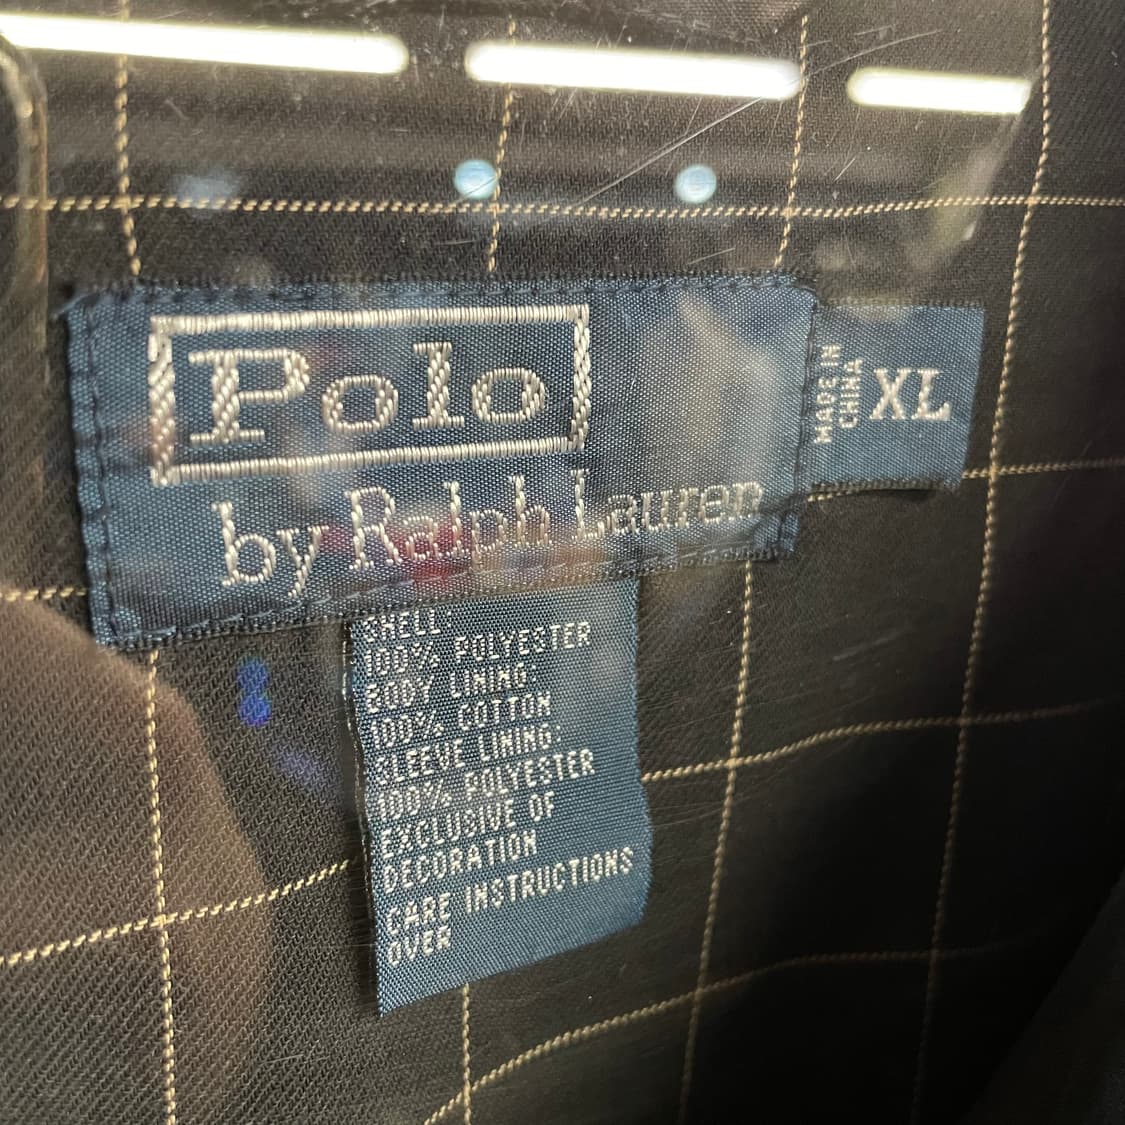 Polo
by Ralph Lauren
MADE IN
CHINA
XL
SHELL:
100% POLYESTER
BODY LINING:
100% COTTON
SLEEVE LINING:
100% POLYESTER
EXCLUSIVE OF
DECORATION
CARE INSTRUCTIONS
OVER